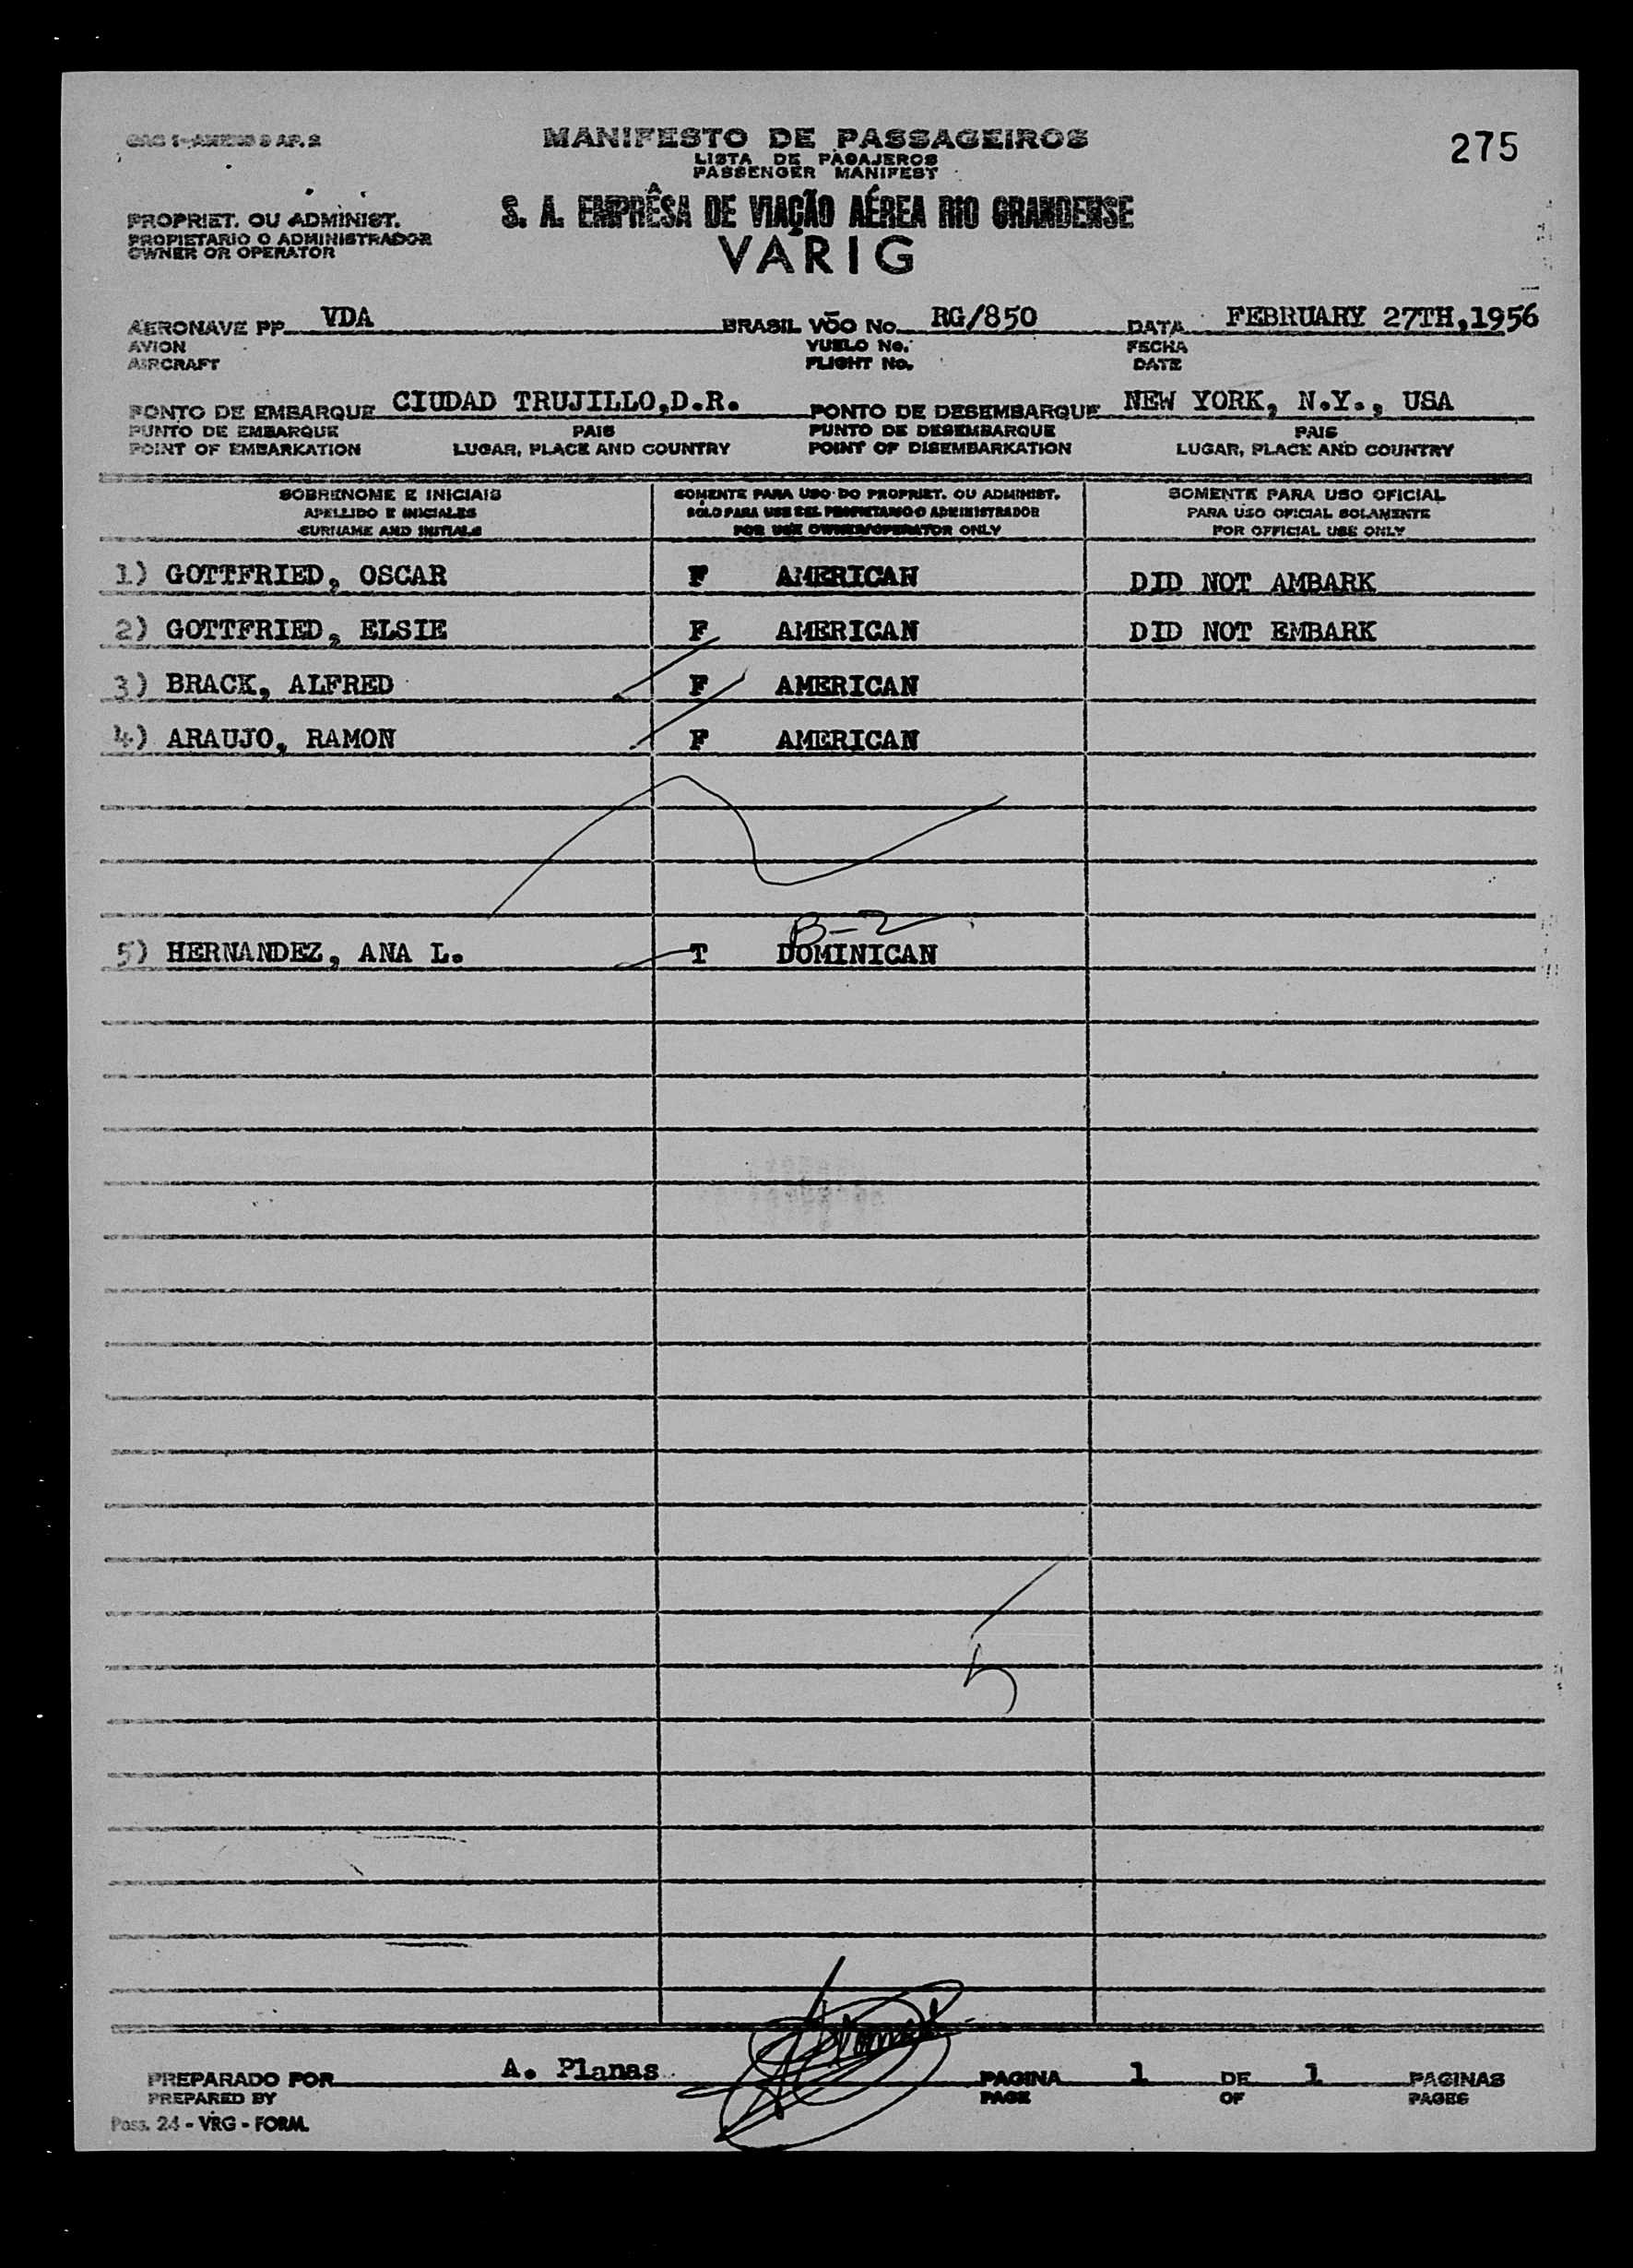 275
MANIFESTO DE PASSAGEIROS
LISTA DE PASAJEROS
PASSENGER MANIFEST
PROPRIET. OU ADMINIST.
PROPIETARIO O ADMINISTRADOR
OWNER OR OPERATOR
S. A. EMPRÊSA DE VIAÇÃO AÉREA RIO GRANDENSE
VARIG
AERONAVE PP VDA BRASIL VÕO No. RG/850 DATA FEBRUARY 27TH,1956
AVION VUELO No. FECHA
AIRCRAFT FLIGHT No. DATE
PONTO DE EMBARQUE CIUDAD TRUJILLO,D.R. PONTO DE DESEMBARQUE NEW YORK, N.Y., USA
PUNTO DE EMBARQUE PAIS PUNTO DE DESEMBARQUE PAIS
POINT OF EMBARKATION LUGAR, PLACE AND COUNTRY POINT OF DISEMBARKATION LUGAR, PLACE AND COUNTRY
SOBRENOME E INICIAIS SOMENTE PARA USO DO PROPRIET. OU ADMINIST. SOMENTE PARA USO OFICIAL
APELLIDO E INICIALES SÓLO PARA USE DEL PROPIETARIO O ADMINISTRADOR PARA USO OFICIAL SOLAMENTE
SURNAME AND INITIALS FOR USE OWNER/OPERATOR ONLY FOR OFFICIAL USE ONLY
1) GOTTFRIED, OSCAR F AMERICAN DID NOT AMBARK
2) GOTTFRIED, ELSIE F AMERICAN DID NOT EMBARK
3) BRACK, ALFRED F AMERICAN
4) ARAUJO, RAMON F AMERICAN
B-2
5) HERNANDEZ, ANA L. T DOMINICAN
5
PREPARADO POR A. Planas PAGINA 1 DE 1 PAGINAS
PREPARED BY PAGE OF PAGES
Pass. 24 - VRG - FORM.